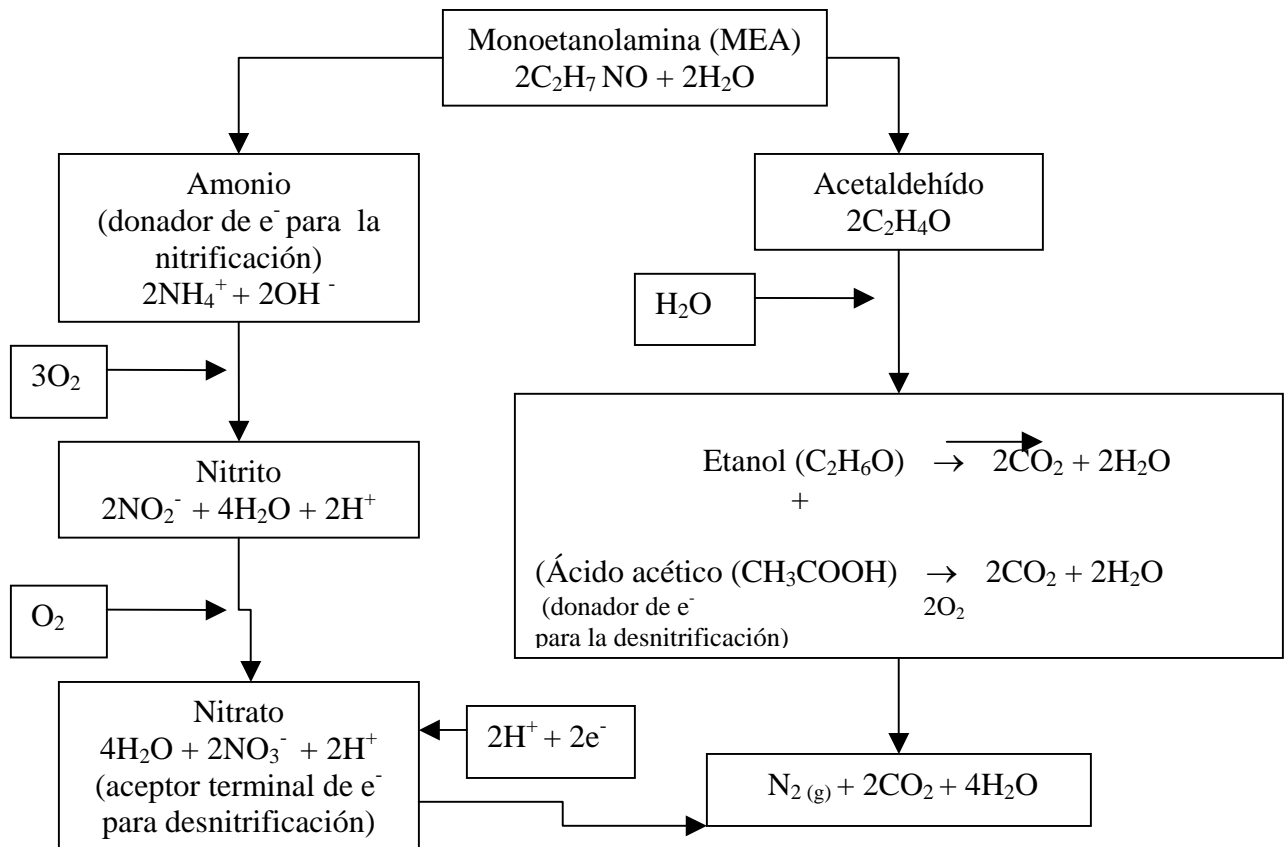 Monoetanolamina (MEA)
2C₂H₇ NO + 2H₂O
Amonio
(donador de e⁻ para la
nitrificación)
2NH₄⁺ + 2OH ⁻
Acetaldehído
2C₂H₄O
3O₂
H₂O
Nitrito
2NO₂⁻ + 4H₂O + 2H⁺
Etanol (C₂H₆O) → 2CO₂ + 2H₂O
+
(Ácido acético (CH₃COOH) → 2CO₂ + 2H₂O
(donador de e⁻ 2O₂
para la desnitrificación)
O₂
Nitrato
4H₂O + 2NO₃⁻ + 2H⁺
(aceptor terminal de e⁻
para desnitrificación)
2H⁺ + 2e⁻
N₂ (g) + 2CO₂ + 4H₂O